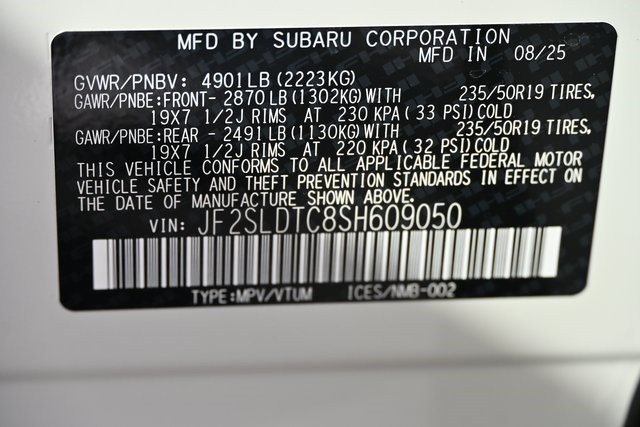 MFD BY SUBARU CORPORATION
MFD IN 08/25
GVWR/PNBV: 4901LB (2223KG)
GAWR/PNBE:FRONT- 2870LB(1302KG)WITH 235/50R19 TIRES,
19X7 1/2J RIMS AT 230 KPA( 33 PSI)COLD
GAWR/PNBE:REAR - 2491LB(1130KG)WITH 235/50R19 TIRES.
19X7 1/2J RIMS AT 220 KPA(32 PSI)COLD
THIS VEHICLE CONFORMS TO ALL APPLICABLE FEDERAL MOTOR
VEHICLE SAFETY AND THEFT PREVENTION STANDARDS IN EFFECT ON
THE DATE OF MANUFACTURE SHOWN ABOVE.
VIN: JF2SLDTC8SH609050
TYPE:MPV/VTUM ICES/NMB-002